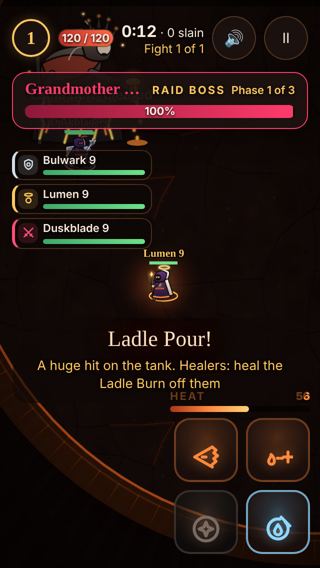 1
120 / 120
0:12 · 0 slain
Fight 1 of 1
Grandmother ... RAID BOSS Phase 1 of 3
100%
Bulwark 9
Lumen 9
Duskblade 9
Lumen 9
Ladle Pour!
A huge hit on the tank. Healers: heal the
Ladle Burn off them
HEAT 56